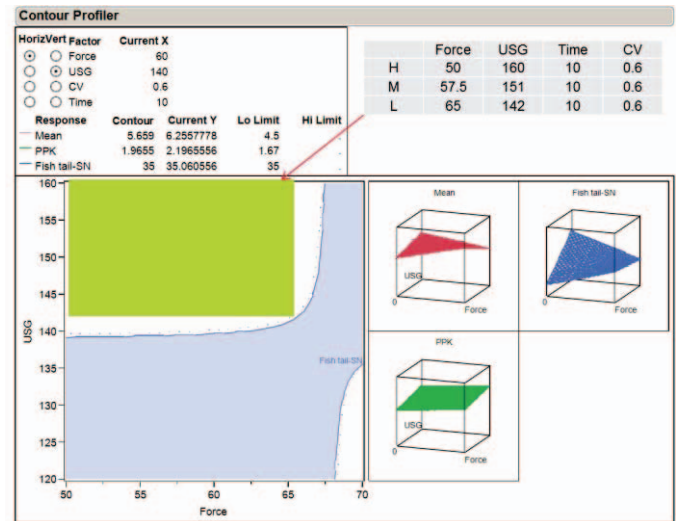 Contour Profiler
Horiz Vert Factor Current X
Force 60
USG 140
CV 0.6
Time 10
Response Contour Current Y Lo Limit Hi Limit
Mean 5.659 6.2557778 4.5 .
PPK 1.9655 2.1965556 1.67 .
Fish tail-SN 35 35.060556 35 .
Force USG Time CV
H 50 160 10 0.6
M 57.5 151 10 0.6
L 65 142 10 0.6
160
155
150
145
140
135
130
125
120
USG
Fish tail-SN
50 55 60 65 70
Force
Mean
USG
0
Force
Fish tail-SN
0
Force
PPK
USG
0
Force